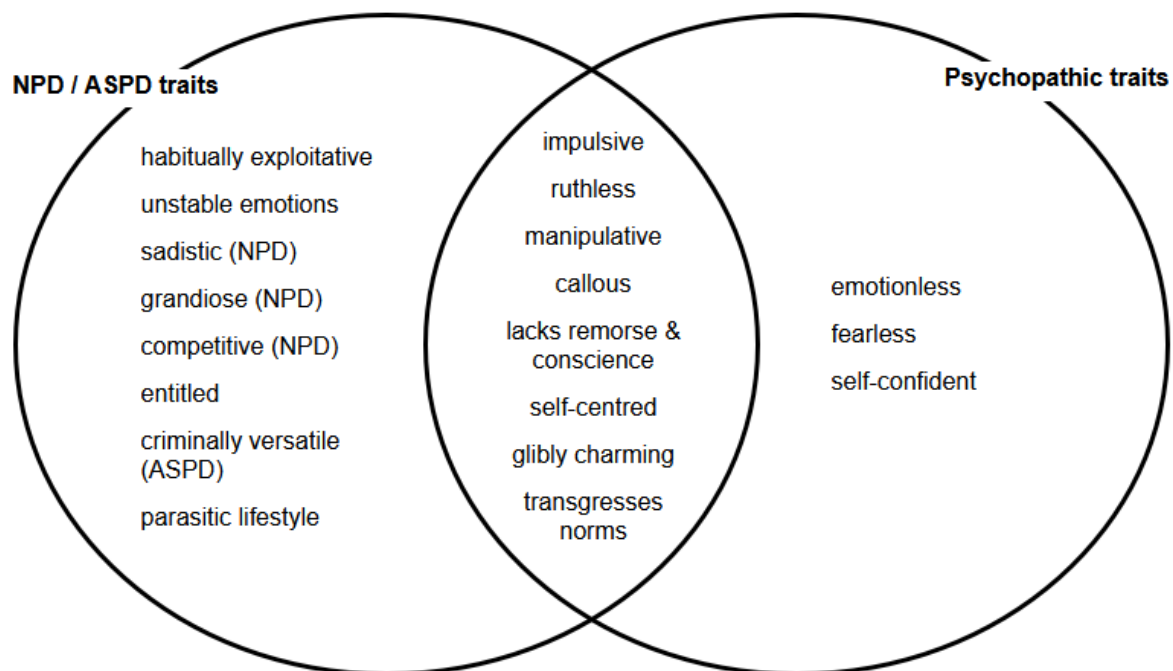 NPD / ASPD traits
habitually exploitative
unstable emotions
sadistic (NPD)
grandiose (NPD)
competitive (NPD)
entitled
criminally versatile
(ASPD)
parasitic lifestyle
impulsive
ruthless
manipulative
callous
lacks remorse &
conscience
self-centred
glibly charming
transgresses
norms
Psychopathic traits
emotionless
fearless
self-confident